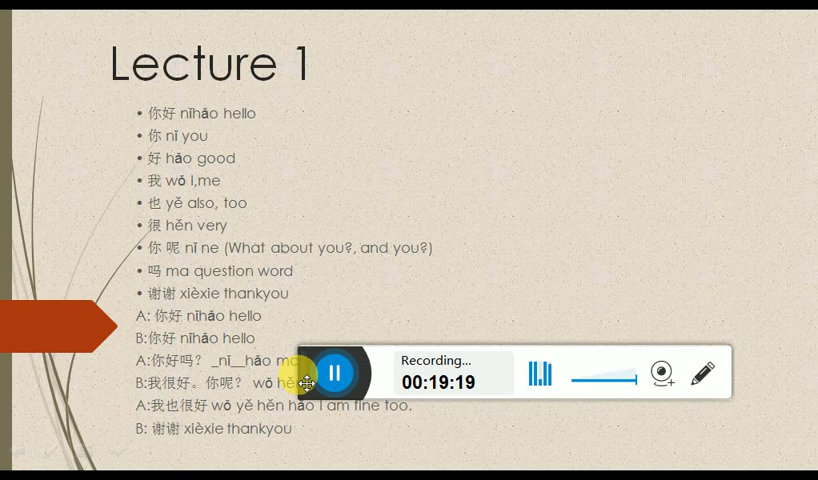 Lecture 1
• 你好 nǐhǎo hello
• 你 nǐ you
• 好 hǎo good
• 我 wǒ I,me
• 也 yě also, too
• 很 hěn very
• 你 呢 nǐ ne (What about you?, and you?)
• 吗 ma question word
• 谢谢 xièxie thankyou
A: 你好 nǐhǎo hello
B:你好 nǐhǎo hello
A:你好吗? _nǐ__hǎo
B:我很好。你呢? wǒ
A:我也很好 wǒ yě hěn hǎo I am fine too.
B: 谢谢 xièxie thankyou
Recording...
00:19:19